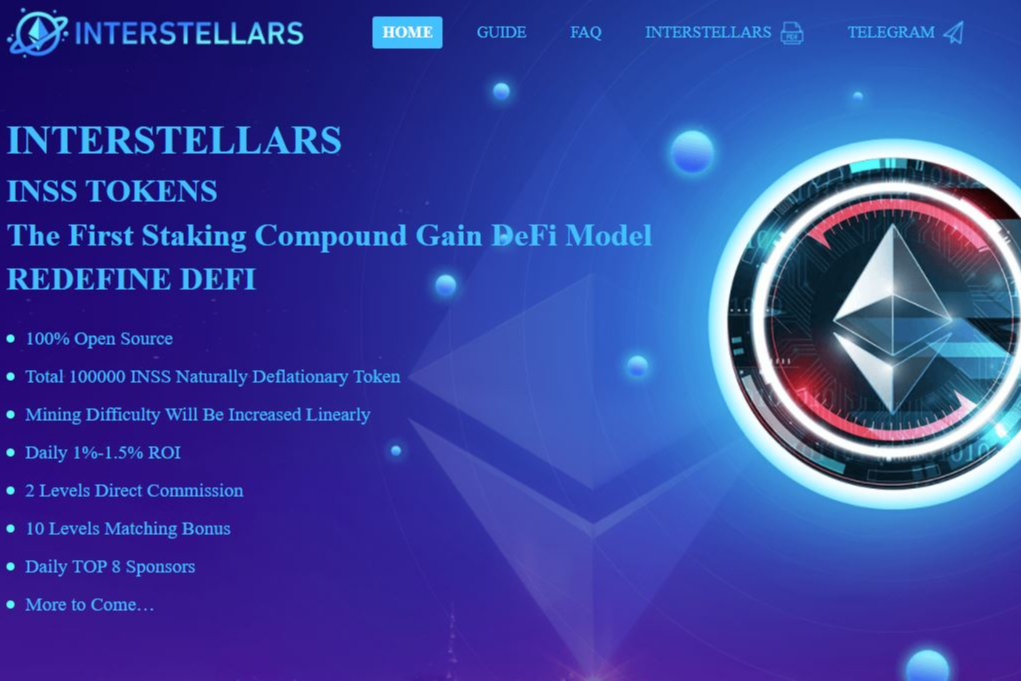 INTERSTELLARS
HOME
GUIDE
FAQ
INTERSTELLARS
PDF
TELEGRAM
INTERSTELLARS
INSS TOKENS
The First Staking Compound Gain DeFi Model
REDEFINE DEFI
100% Open Source
Total 100000 INSS Naturally Deflationary Token
Mining Difficulty Will Be Increased Linearly
Daily 1%-1.5% ROI
2 Levels Direct Commission
10 Levels Matching Bonus
Daily TOP 8 Sponsors
More to Come…